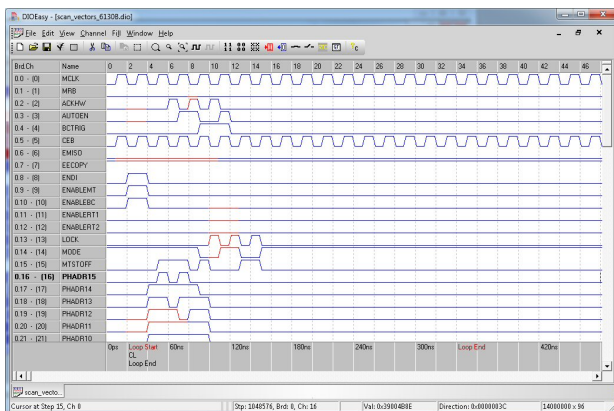 DIOEasy - [scan_vectors_6130B.dio]
File Edit View Channel Fill Window Help
Brd.Ch Name 0 2 4 6 8 10 12 14 16 18 20 22 24 26 28 30 32 34 36 38 40 42 44 46
0.0 - (0) MCLK
0.1 - (1) MRB
0.2 - (2) ACKHW
0.3 - (3) AUTOEN
0.4 - (4) BCTRIG
0.5 - (5) CEB
0.6 - (6) EMISO
0.7 - (7) EECOPY
0.8 - (8) ENDI
0.9 - (9) ENABLEMT
0.10 - (10) ENABLEBC
0.11 - (11) ENABLERT1
0.12 - (12) ENABLERT2
0.13 - (13) LOCK
0.14 - (14) MODE
0.15 - (15) MTSTOFF
0.16 - (16) PHADR15
0.17 - (17) PHADR14
0.18 - (18) PHADR13
0.19 - (19) PHADR12
0.20 - (20) PHADR11
0.21 - (21) PHADR10
0ps Loop Start 60ns 120ns 180ns 240ns 300ns Loop End 420ns
CL
Loop End
scan_vecto...
Cursor at Step 15, Ch 0 Stp: 1048576, Brd: 0, Ch: 16 Val: 0x39004B0E Direction: 0x0000003C 14000000 x 96